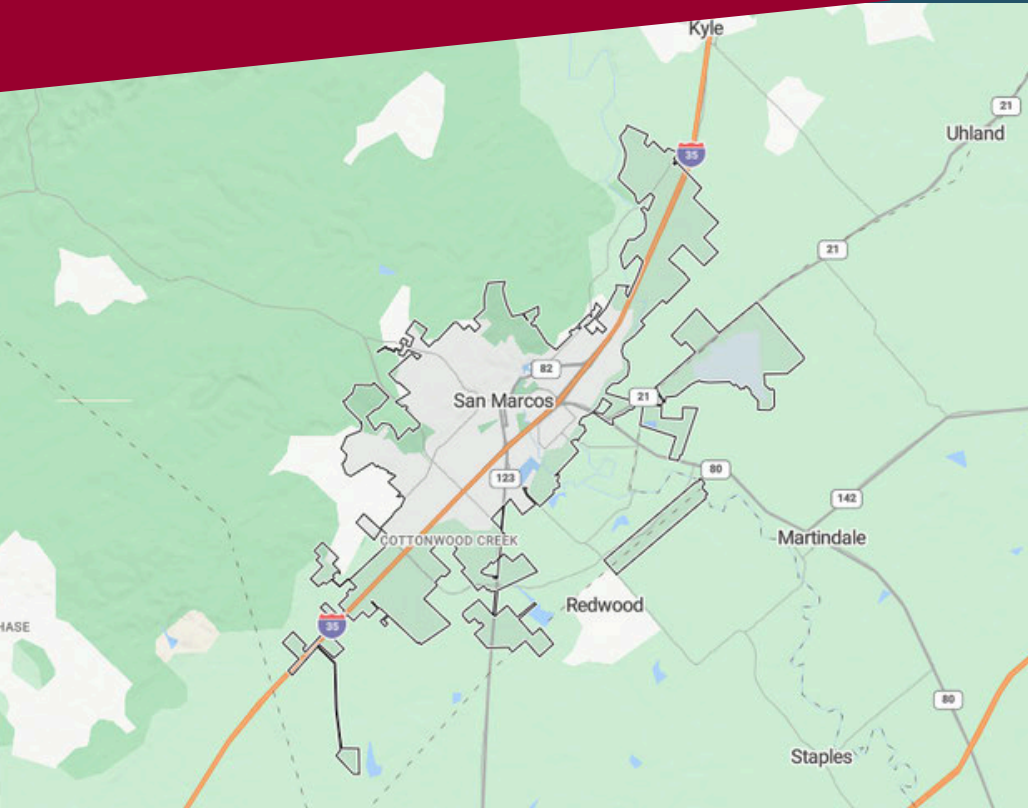 Kyle
21
Uhland
35
21
82
San Marcos
21
80
123
142
Martindale
COTTONWOOD CREEK
Redwood
35
HASE
80
Staples